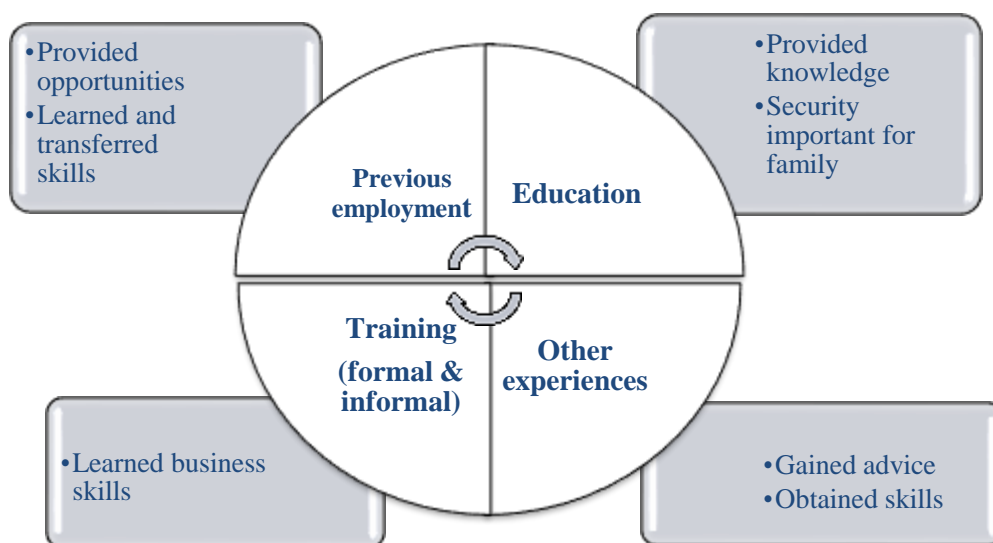 •Provided
opportunities
•Learned and
transferred
skills
•Provided
knowledge
•Security
important for
family
Previous
employment
Education
Training
(formal &
informal)
Other
experiences
•Learned business
skills
•Gained advice
•Obtained skills